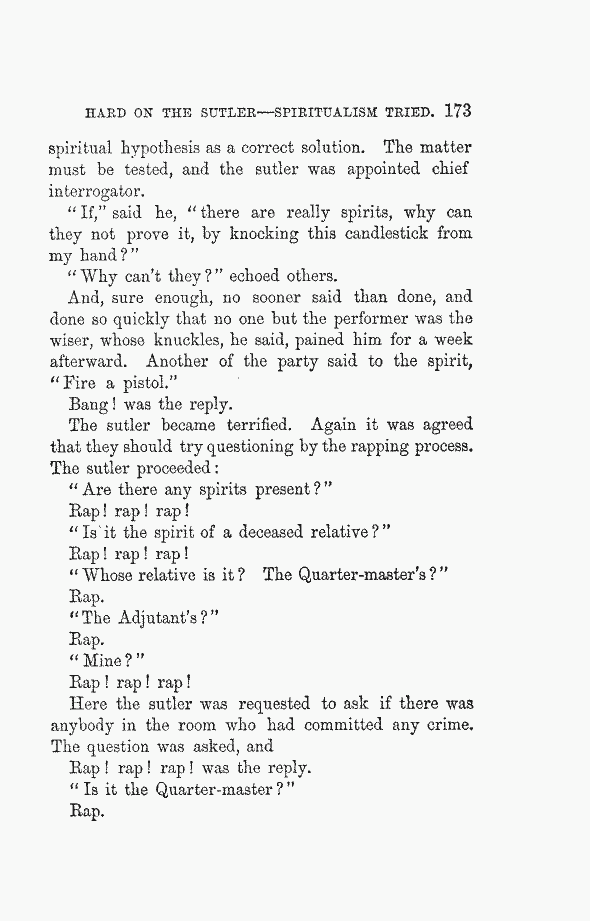 HARD ON THE SUTLER—SPIRITUALISM TRIED. 173
spiritual hypothesis as a correct solution. The matter
must be tested, and the sutler was appointed chief
interrogator.
"If," said he, "there are really spirits, why can
they not prove it, by knocking this candlestick from
my hand?"
"Why can't they?" echoed others.
And, sure enough, no sooner said than done, and
done so quickly that no one but the performer was the
wiser, whose knuckles, he said, pained him for a week
afterward. Another of the party said to the spirit,
"Fire a pistol."
Bang! was the reply.
The sutler became terrified. Again it was agreed
that they should try questioning by the rapping process.
The sutler proceeded:
"Are there any spirits present?"
Rap! rap! rap!
"Is it the spirit of a deceased relative?"
Rap! rap! rap!
"Whose relative is it? The Quarter-master's?"
Rap.
"The Adjutant's?"
Rap.
"Mine?"
Rap! rap! rap!
Here the sutler was requested to ask if there was
anybody in the room who had committed any crime.
The question was asked, and
Rap! rap! rap! was the reply.
"Is it the Quarter-master?"
Rap.